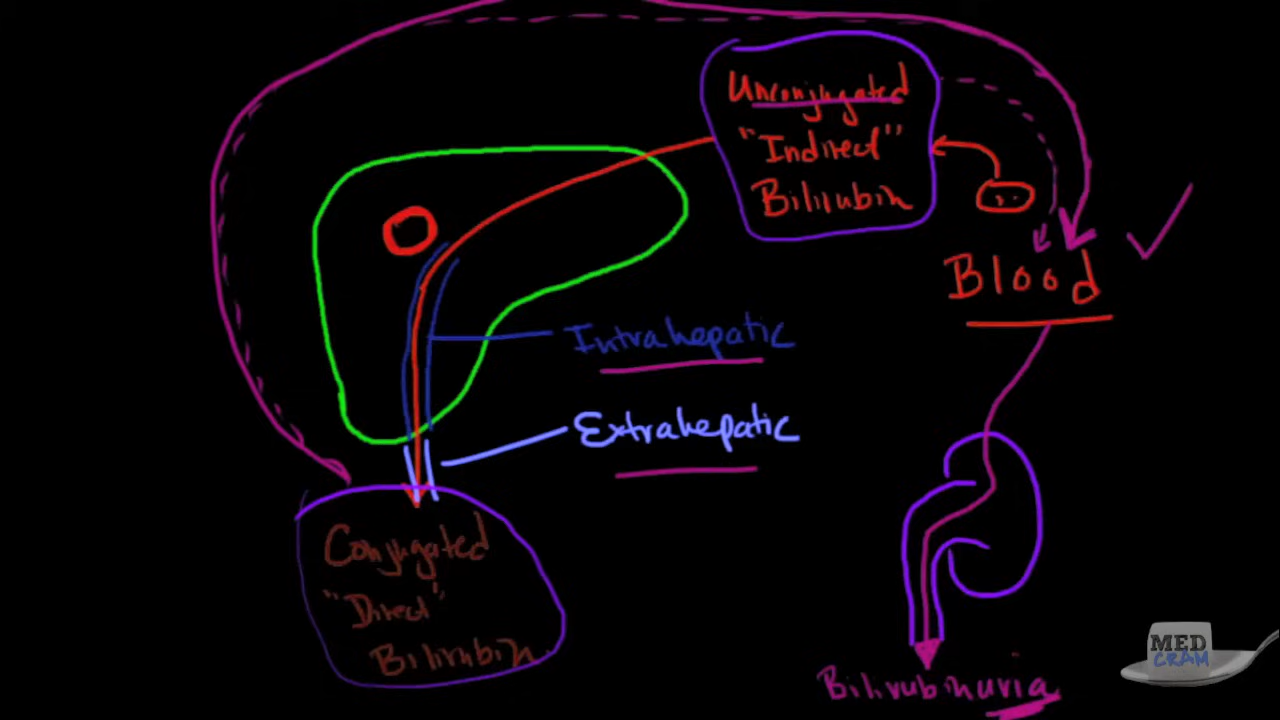 Unconjugated
"Indirect"
Bilirubin
Blood
Intrahepatic
Extrahepatic
Conjugated
"Direct"
Bilirubin
Bilirubinuria
MED
CRAM